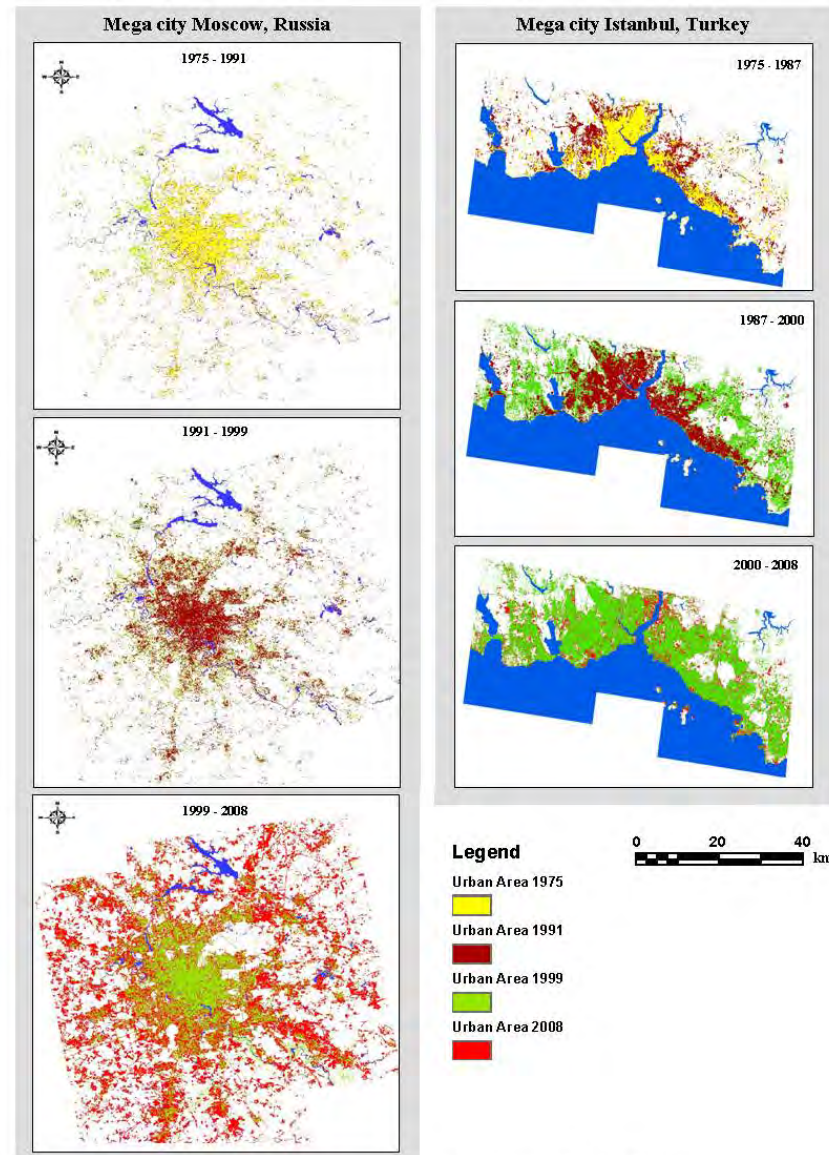 Mega city Moscow, Russia
1975 - 1991
1991 - 1999
1999 - 2008
Mega city Istanbul, Turkey
1975 - 1987
1987 - 2000
2000 - 2008
Legend
Urban Area 1975
Urban Area 1991
Urban Area 1999
Urban Area 2008
0 20 40
km